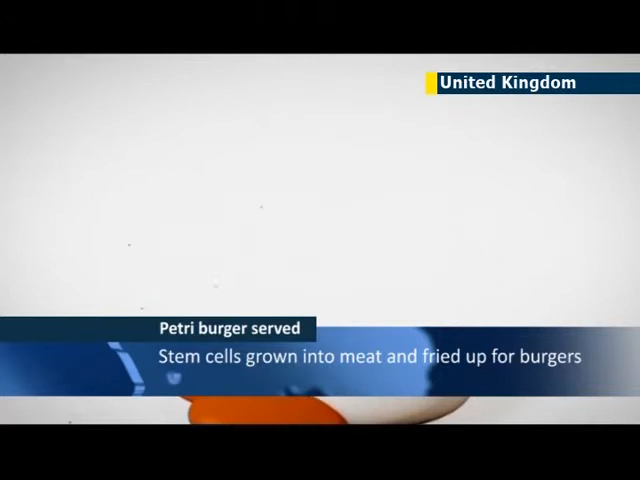 United Kingdom
Petri burger served
Stem cells grown into meat and fried up for burgers